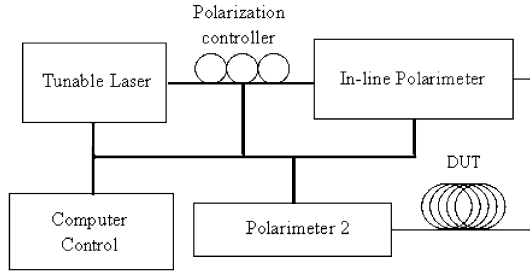 Polarization
controller
Tunable Laser
In-line Polarimeter
DUT
Computer
Control
Polarimeter 2